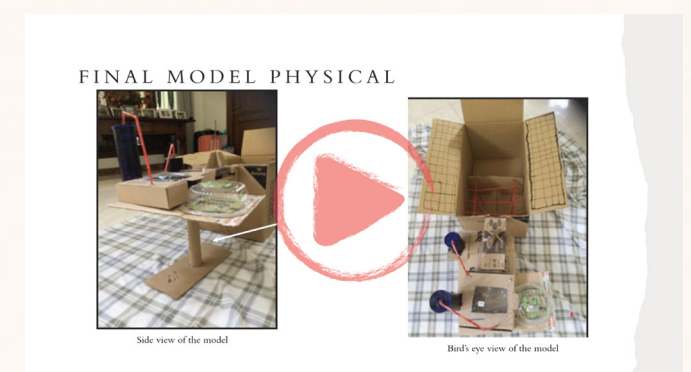 FINAL MODEL PHYSICAL
Side view of the model
Bird's eye view of the model